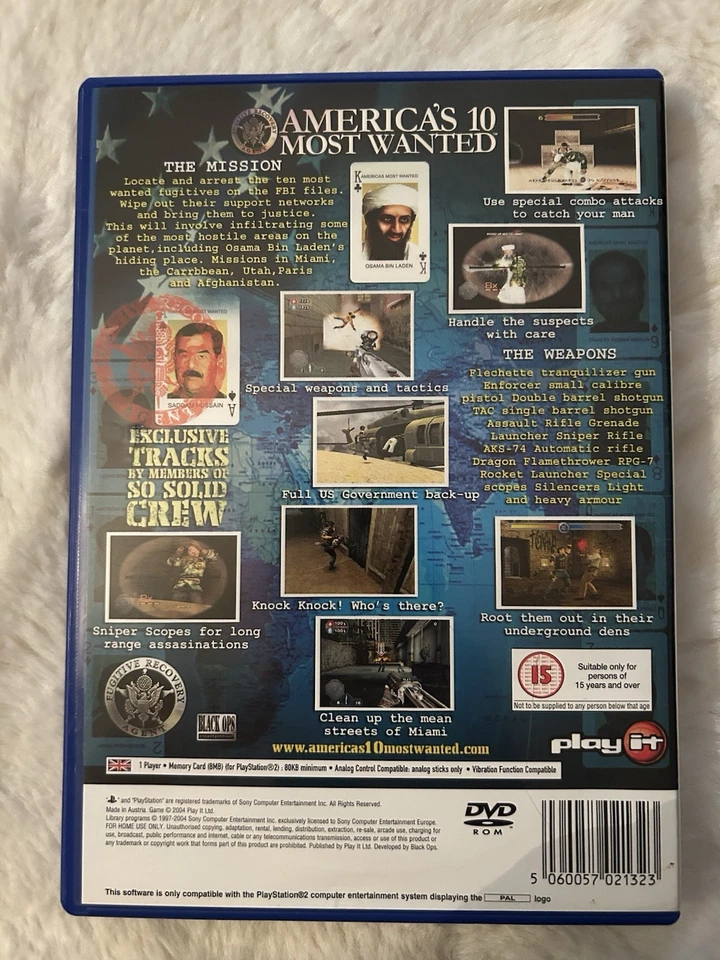 AMERICA'S 10
MOST WANTED
THE MISSION
Locate and arrest the ten most
wanted fugitives on the FBI files.
Wipe out their support networks
and bring them to justice.
This will involve infiltrating some
of the most hostile areas on the
planet,including Osama Bin Laden's
hiding place. Missions in Miami,
the Carrbbean, Utah,Paris
and Afghanistan.
K
AMERICAS MOST WANTED
OSAMA BIN LADEN
K
Use special combo attacks
to catch your man
Handle the suspects
with care
Special weapons and tactics
MOST WANTED
SADDAM HUSSAIN
A
THE WEAPONS
Flechette tranquilizer gun
Enforcer small calibre
pistol Double barrel shotgun
TAC single barrel shotgun
Assault Rifle Grenade
Launcher Sniper Rifle
AKS-74 Automatic rifle
Dragon Flamethrower RPG-7
Rocket Launcher Special
scopes Silencers Light
and heavy armour
EXCLUSIVE
TRACKS
BY MEMBERS OF
SO SOLID
CREW
Full US Government back-up
Knock Knock! Who's there?
Sniper Scopes for long
range assasinations
Root them out in their
underground dens
Clean up the mean
streets of Miami
FUGITIVE RECOVERY
AGENT
BLACK OPS
15
Suitable only for
persons of
15 years and over
Not to be supplied to any person below that age
www.americas10mostwanted.com
play it
1 Player • Memory Card (8MB) (for PlayStation®2) : 80KB minimum • Analog Control Compatible: analog sticks only • Vibration Function Compatible
" and "PlayStation" are registered trademarks of Sony Computer Entertainment Inc. All Rights Reserved.
Made in Austria. Game © 2004 Play It Ltd.
Library programs © 1997-2004 Sony Computer Entertainment Inc. exclusively licensed to Sony Computer Entertainment Europe.
FOR HOME USE ONLY. Unauthorised copying, adaptation, rental, lending, distribution, extraction, re-sale, arcade use, charging for
use, broadcast, public performance and internet, cable or any telecommunications transmission, access or use of this product or
any trademark or copyright work that forms part of this product are prohibited. Published by Play It Ltd. Developed by Black Ops.
DVD
ROM
5 060057 021323
This software is only compatible with the PlayStation®2 computer entertainment system displaying the PAL logo